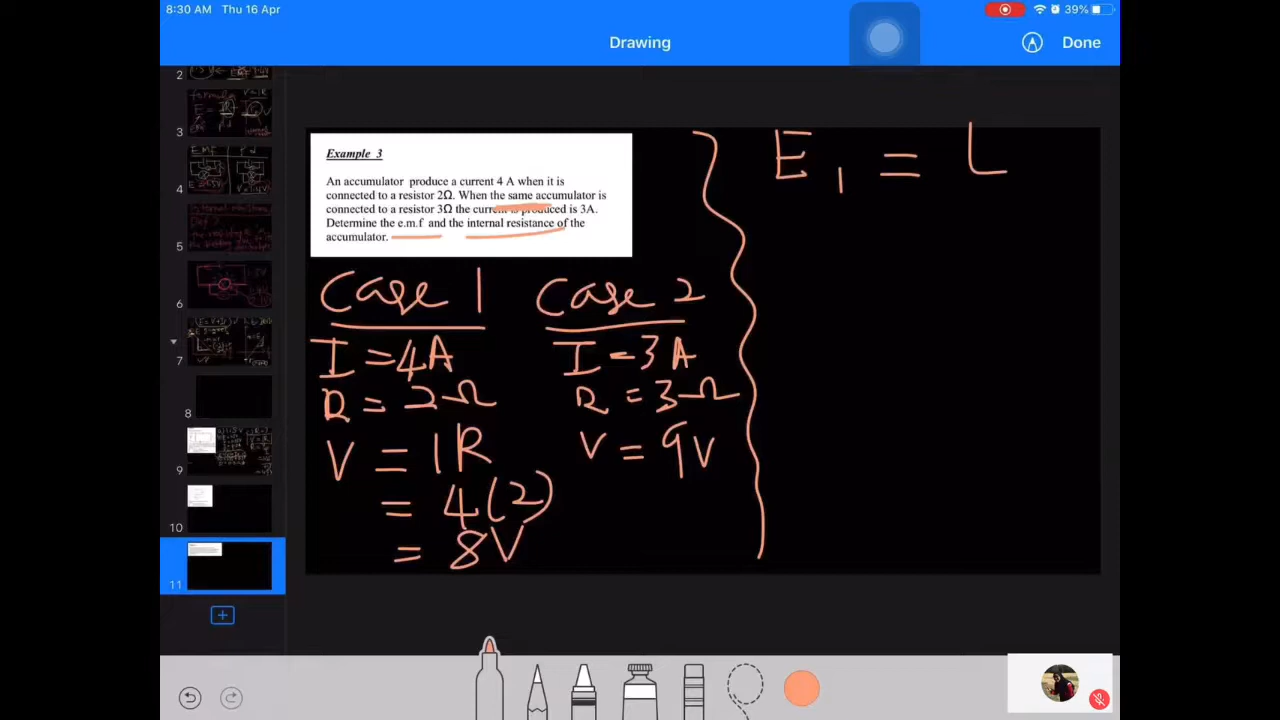 8:30 AM Thu 16 Apr
39%
Drawing
Done
2
3
4
5
6
7
8
9
10
11
Example 3
An accumulator produce a current 4 A when it is
connected to a resistor 2Ω. When the same accumulator is
connected to a resistor 3Ω the current is produced is 3A.
Determine the e.m.f and the internal resistance of the
accumulator.
Case 1
I = 4A
R = 2Ω
V = IR
= 4(2)
= 8V
Case 2
I = 3A
R = 3Ω
V = 9V
E₁ =